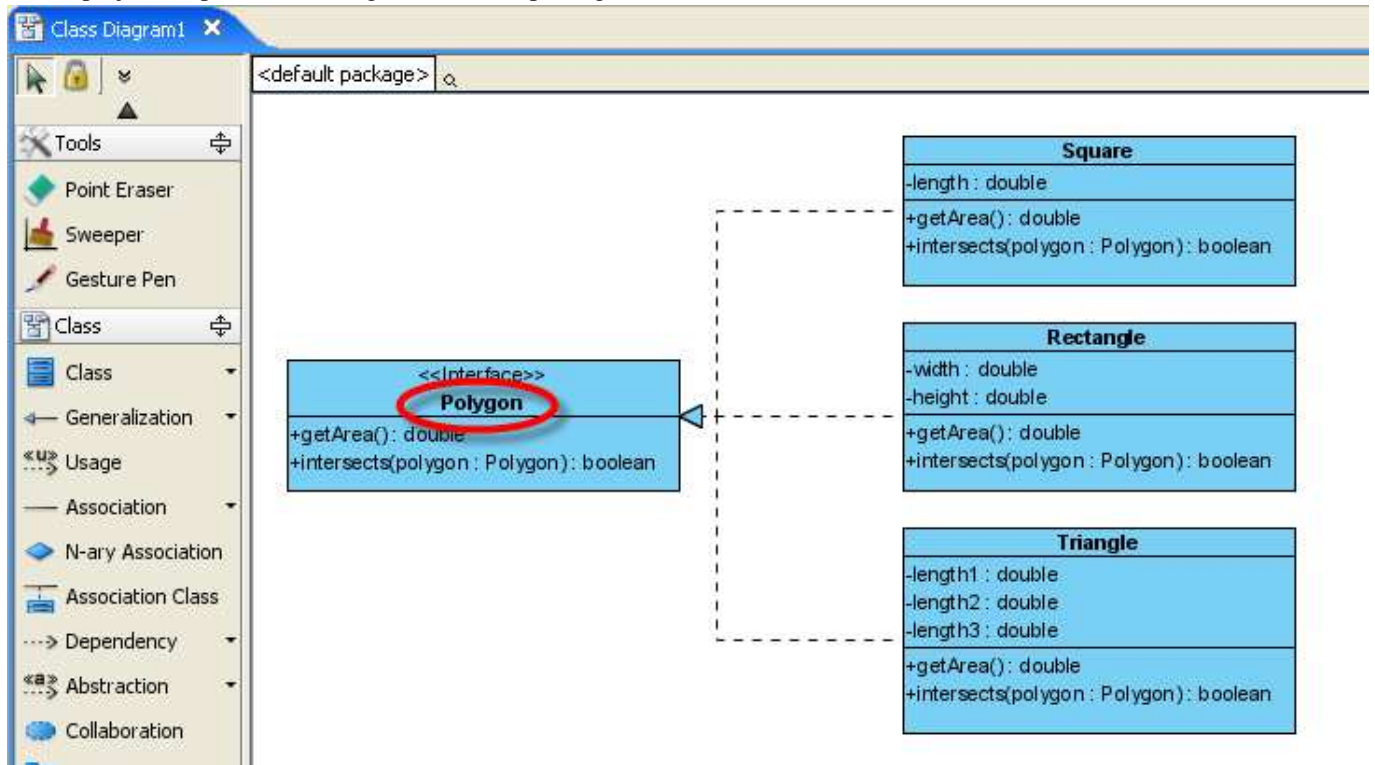 Class Diagram1
<default package>
Tools
Point Eraser
Sweeper
Gesture Pen
Class
Class
Generalization
«u» Usage
Association
N-ary Association
Association Class
Dependency
«a» Abstraction
Collaboration
<<Interface>>
Polygon
+getArea() : double
+intersects(polygon : Polygon) : boolean
Square
-length : double
+getArea() : double
+intersects(polygon : Polygon) : boolean
Rectangle
-width : double
-height : double
+getArea() : double
+intersects(polygon : Polygon) : boolean
Triangle
-length1 : double
-length2 : double
-length3 : double
+getArea() : double
+intersects(polygon : Polygon) : boolean